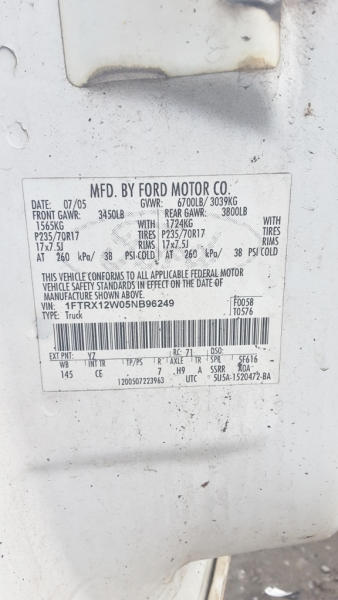 MFD. BY FORD MOTOR CO.
DATE: 07/05 GVWR: 6700LB/ 3039KG
FRONT GAWR: 3450LB REAR GAWR: 3800LB
1565KG WITH 1724KG WITH
P235/70R17 TIRES P235/70R17 TIRES
17x7.5J RIMS 17x7.5J RIMS
AT 260 kPa/ 38 PSI COLD AT 260 kPa/ 38 PSI COLD
THIS VEHICLE CONFORMS TO ALL APPLICABLE FEDERAL MOTOR
VEHICLE SAFETY STANDARDS IN EFFECT ON THE DATE OF
MANUFACTURE SHOWN ABOVE.
VIN: 1FTRX12W05NB96249 F0058
TYPE: Truck T0576
EXT PNT: YZ RC: 71 DSO:
WB INT TR TP/PS R AXLE TR SPR SF616
145 CE 7 H9 A SSRR AOA
1200507223963 UTC 5U5A-1520472-BA